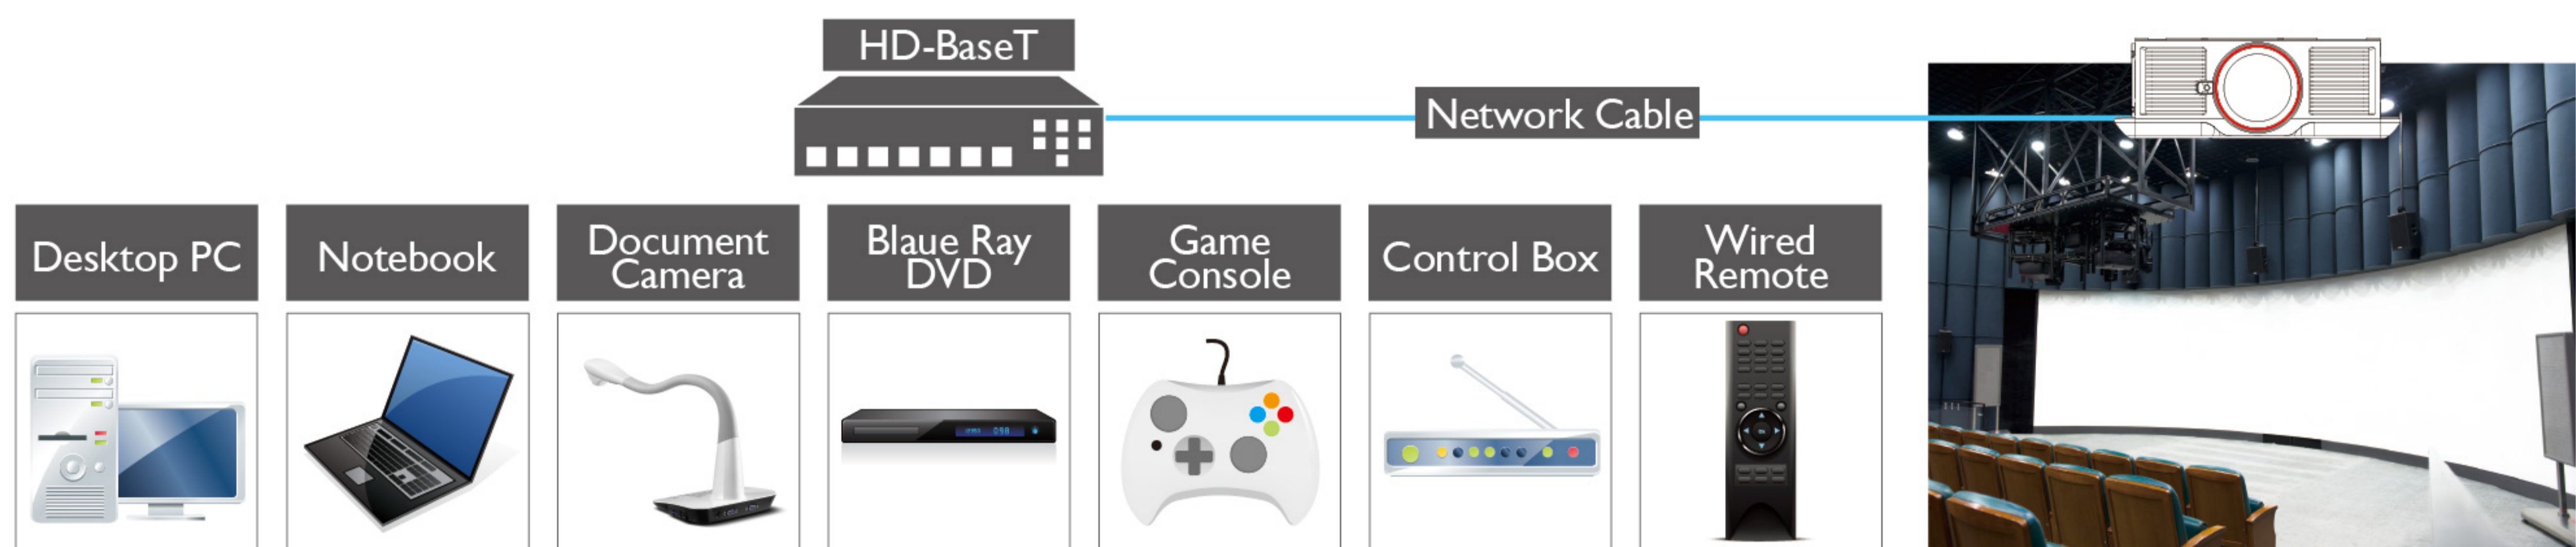 HD-BaseT
Network Cable
Desktop PC
Notebook
Document
Camera
Blaue Ray
DVD
Game
Console
Control Box
Wired
Remote